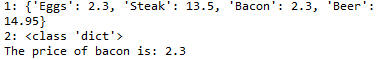 1: {'Eggs': 2.3, 'Steak': 13.5, 'Bacon': 2.3, 'Beer':
14.95}
2: <class 'dict'>
The price of bacon is: 2.3